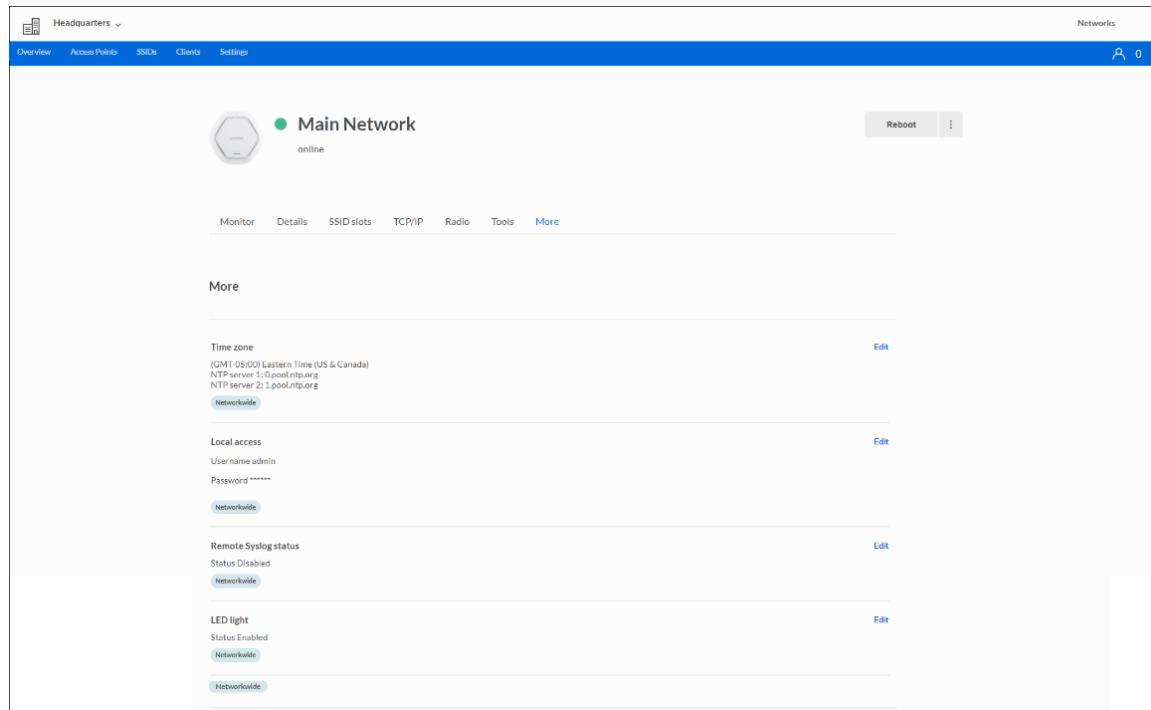 Headquarters
Networks
Overview Access Points SSIDs Clients Settings 0
Main Network
online
Reboot
Monitor Details SSID slots TCP/IP Radio Tools More
More
Time zone Edit
(GMT-05:00) Eastern Time (US & Canada)
NTP server 1: 0.pool.ntp.org
NTP server 2: 1.pool.ntp.org
Networkwide
Local access Edit
Username admin
Password ******
Networkwide
Remote Syslog status Edit
Status Disabled
Networkwide
LED light Edit
Status Enabled
Networkwide
Networkwide